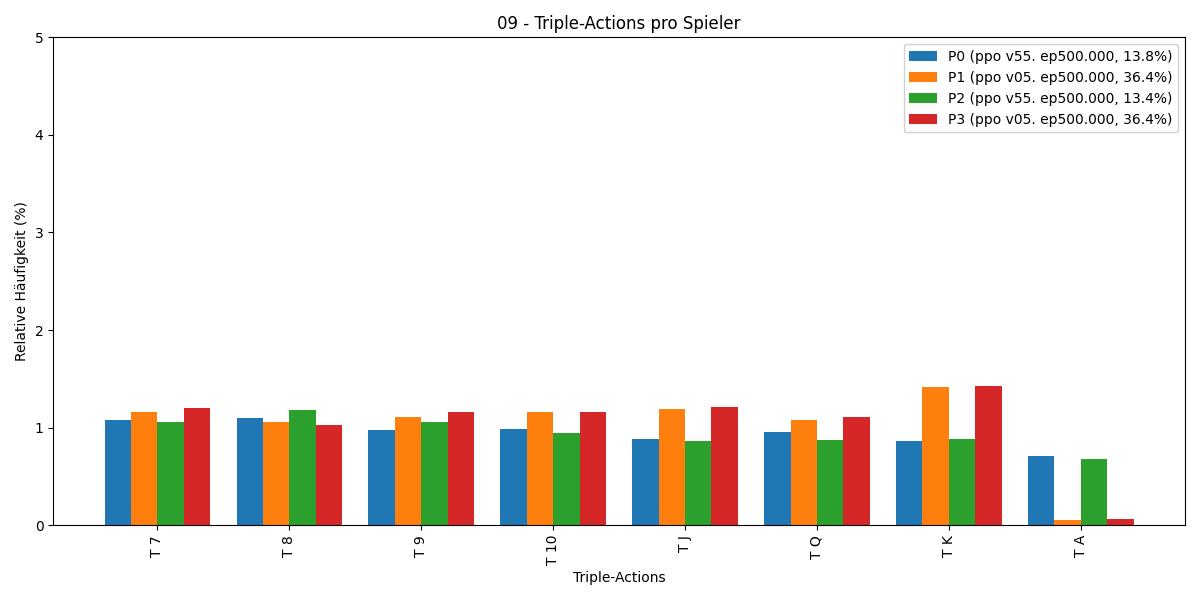 09 - Triple-Actions pro Spieler
P0 (ppo v55. ep500.000, 13.8%)
P1 (ppo v05. ep500.000, 36.4%)
P2 (ppo v55. ep500.000, 13.4%)
P3 (ppo v05. ep500.000, 36.4%)
Relative Häufigkeit (%)
5
4
3
2
1
0
T 7
T 8
T 9
T 10
T J
T Q
T K
T A
Triple-Actions